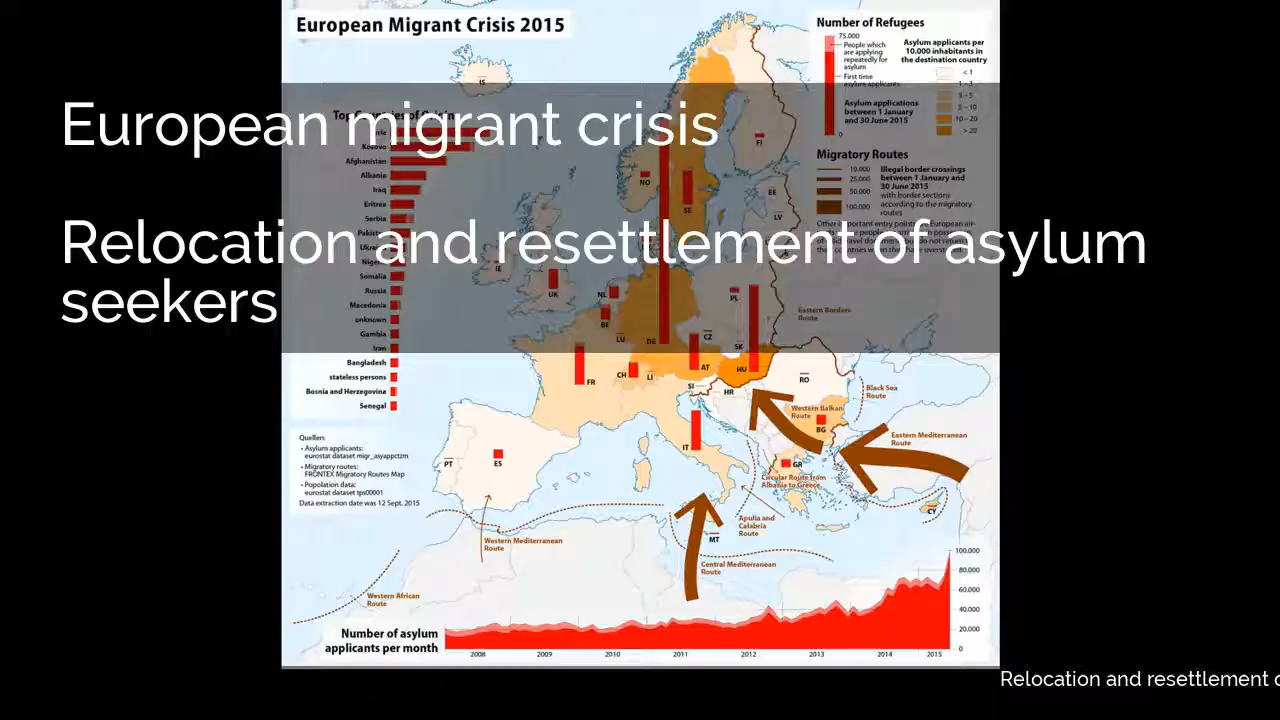 European Migrant Crisis 2015
European migrant crisis
Relocation and resettlement of asylum
seekers
Number of Refugees
75.000
People which
are applying
repeatedly for
asylum
First time
asylum applicants
Asylum applications
between 1 January
and 30 June 2015
0
Asylum applicants per
10.000 inhabitants in
the destination country
< 1
1 – 3
3 – 5
5 – 10
10 – 20
> 20
Migratory Routes
10.000
25.000
50.000
100.000
Illegal border crossings
between 1 January and
30 June 2015
with border sections
according to the migratory
routes
Kosovo
Afghanistan
Albania
Iraq
Eritrea
Serbia
Somalia
Russia
Macedonia
unknown
Gambia
Iran
Bangladesh
stateless persons
Bosnia and Herzegovina
Senegal
Quellen:
• Asylum applicants:
eurostat dataset migr_asyappctzm
• Migratory routes:
FRONTEX Migratory Routes Map
• Population data:
eurostat dataset tps00001
Data extraction date was 12 Sept. 2015
IS
NO
SE
FI
EE
LV
IE
UK
NL
BE
LU
DE
PL
CZ
SK
AT
HU
CH
LI
FR
SI
HR
RO
BG
IT
GR
PT
ES
MT
CY
Eastern Borders
Route
Black Sea
Route
Western Balkan
Route
Eastern Mediterranean
Route
Circular Route from
Albania to Greece
Apulia and
Calabria
Route
Central Mediterranean
Route
Western Mediterranean
Route
Western African
Route
Number of asylum
applicants per month
100.000
80.000
60.000
40.000
20.000
0
2008
2009
2010
2011
2012
2013
2014
2015
Relocation and resettlement